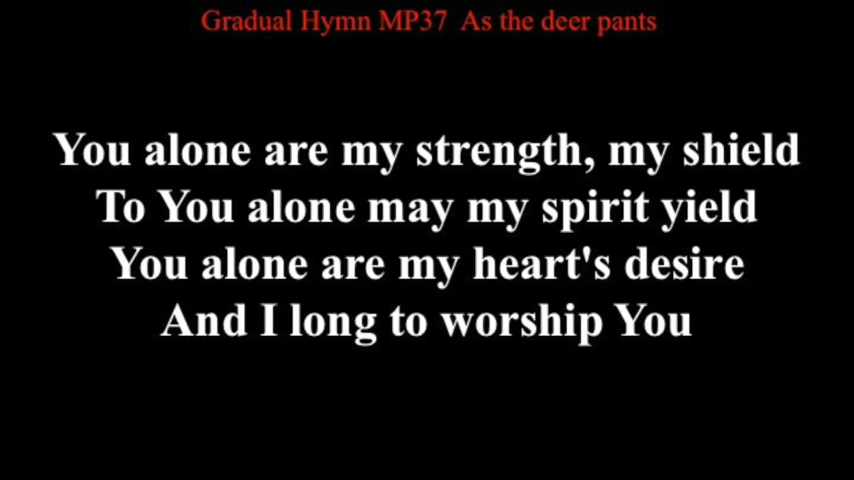 Gradual Hymn MP37 As the deer pants
You alone are my strength, my shield
To You alone may my spirit yield
You alone are my heart's desire
And I long to worship You